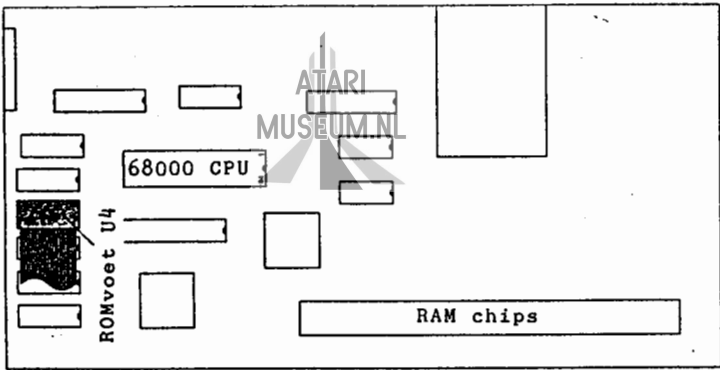 ATARI
MUSEUM.NL
68000 CPU
ROMvoet U4
RAM chips